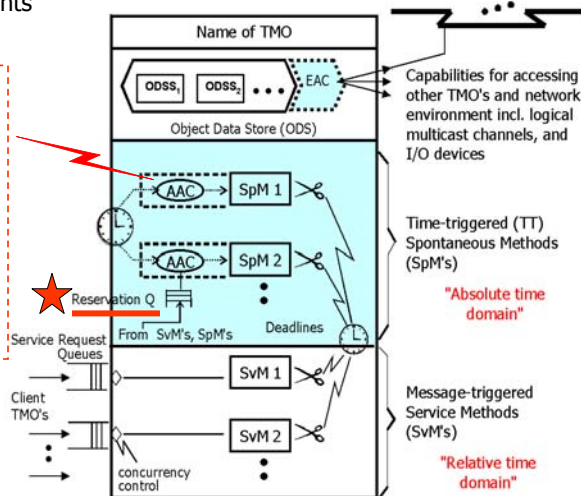 nts
Name of TMO
ODSS1 ODSS2 ••• EAC
Object Data Store (ODS)
Capabilities for accessing
other TMO's and network
environment incl. logical
multicast channels, and
I/O devices
AAC SpM 1
AAC SpM 2
Reservation Q
From SvM's, SpM's
Deadlines
Time-triggered (TT)
Spontaneous Methods
(SpM's)
"Absolute time
domain"
Service Request
Queues
Client
TMO's
SvM 1
SvM 2
concurrency
control
Message-triggered
Service Methods
(SvM's)
"Relative time
domain"